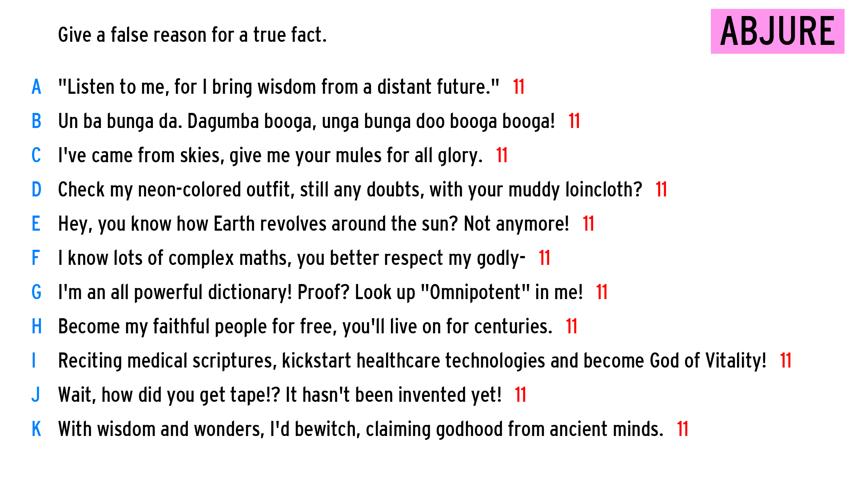 Give a false reason for a true fact.
ABJURE
A "Listen to me, for I bring wisdom from a distant future." 11
B Un ba bunga da. Dagumba booga, unga bunga doo booga booga! 11
C I've came from skies, give me your mules for all glory. 11
D Check my neon-colored outfit, still any doubts, with your muddy loincloth? 11
E Hey, you know how Earth revolves around the sun? Not anymore! 11
F I know lots of complex maths, you better respect my godly- 11
G I'm an all powerful dictionary! Proof? Look up "Omnipotent" in me! 11
H Become my faithful people for free, you'll live on for centuries. 11
I Reciting medical scriptures, kickstart healthcare technologies and become God of Vitality! 11
J Wait, how did you get tape!? It hasn't been invented yet! 11
K With wisdom and wonders, I'd bewitch, claiming godhood from ancient minds. 11